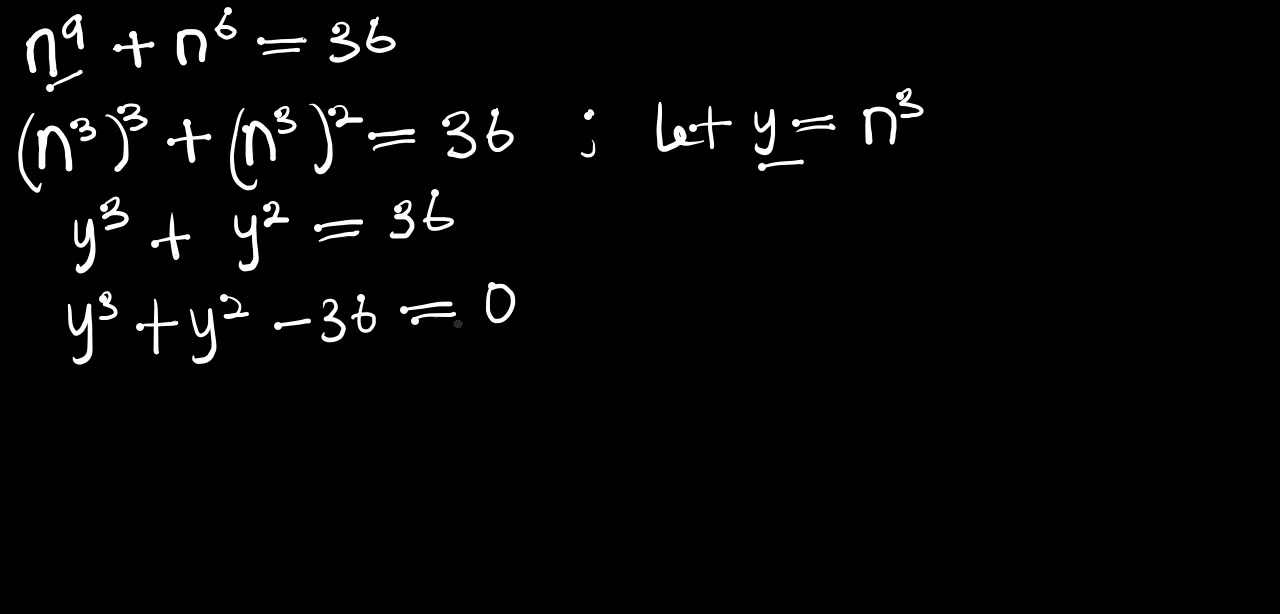 n⁹ + n⁶ = 36
(n³)³ + (n³)² = 36 ; let y = n³
y³ + y² = 36
y³ + y² - 36 = 0